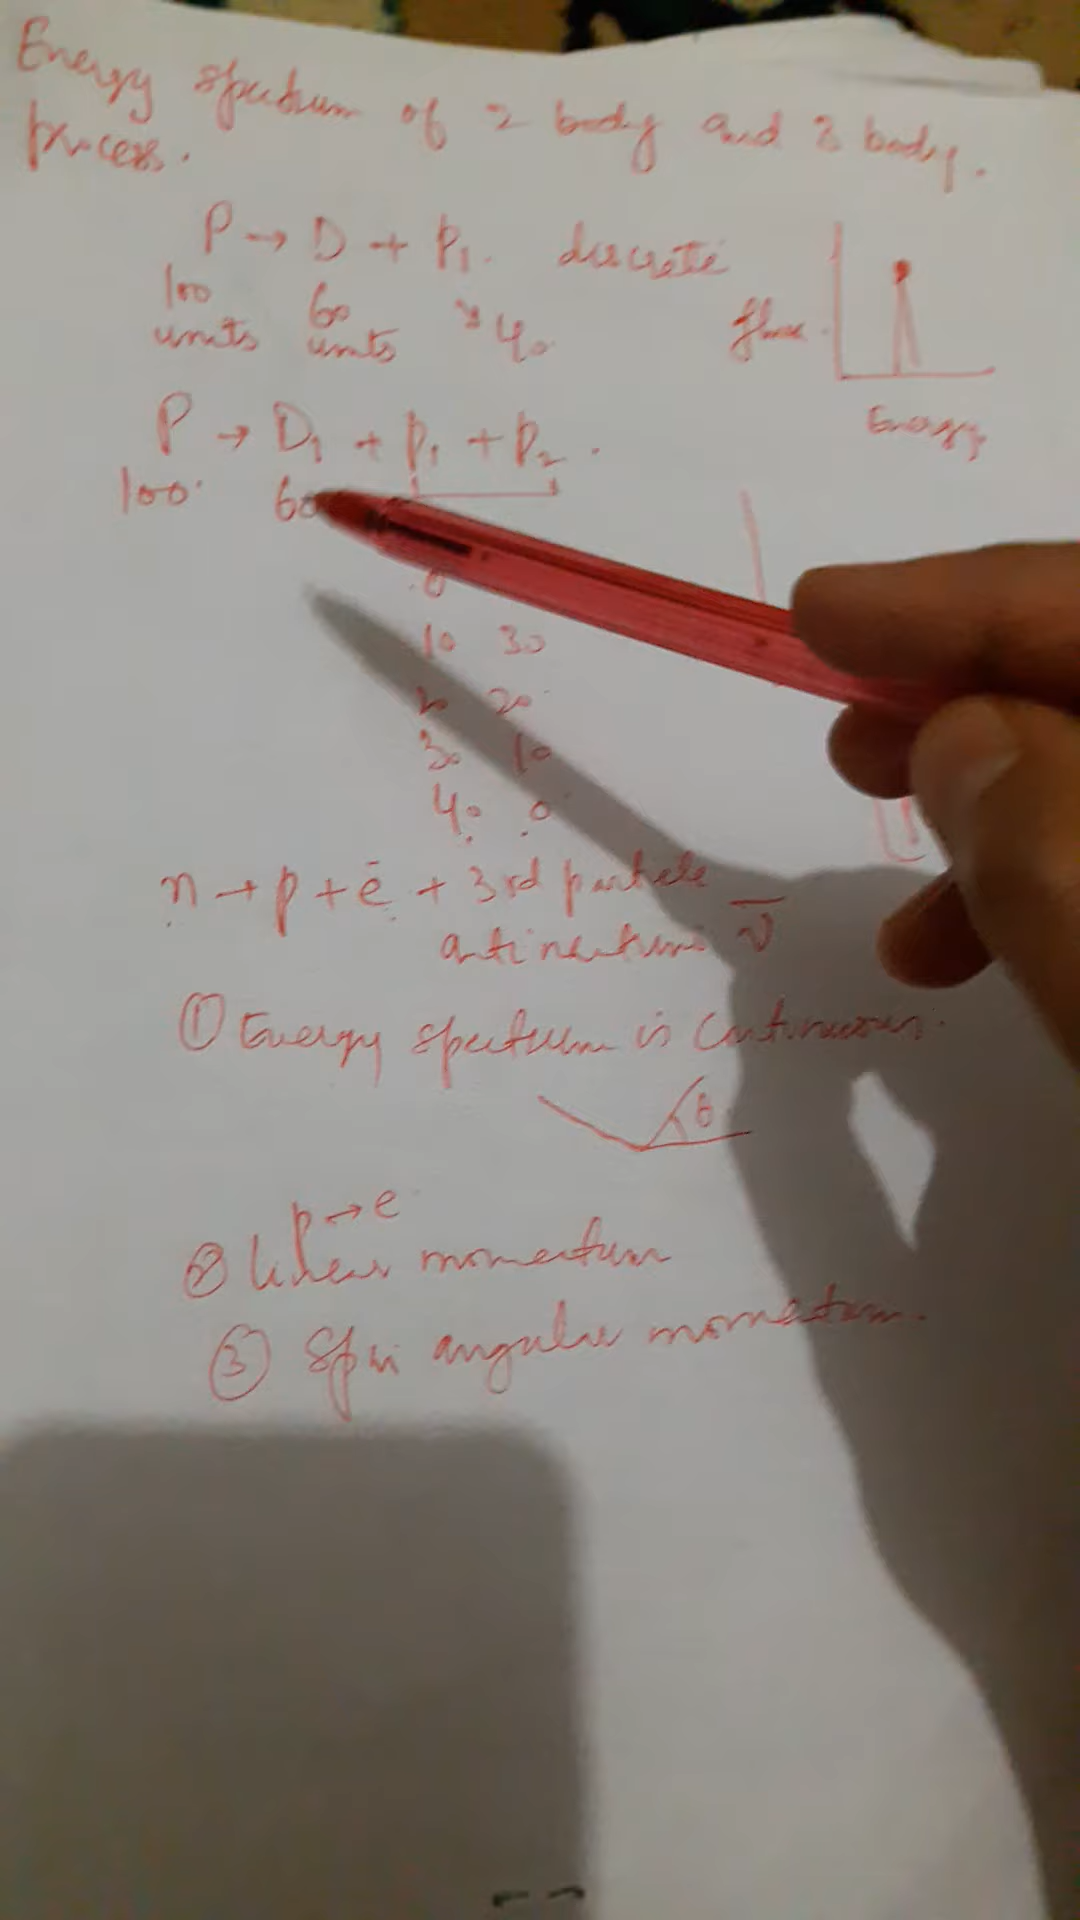 Energy spectrum of 2 body and 3 body
process.
P → D + P₁. discrete
100 60 40
units units
flux
Energy
P → D₁ + P₁ + P₂.
100 60
0
10 30
20 20
30 10
40 0
n → p + ē + 3rd particle
antineutrino ν̅
① Energy spectrum is continuous.
θ
p → e
② linear momentum
③ Spin angular momentum.